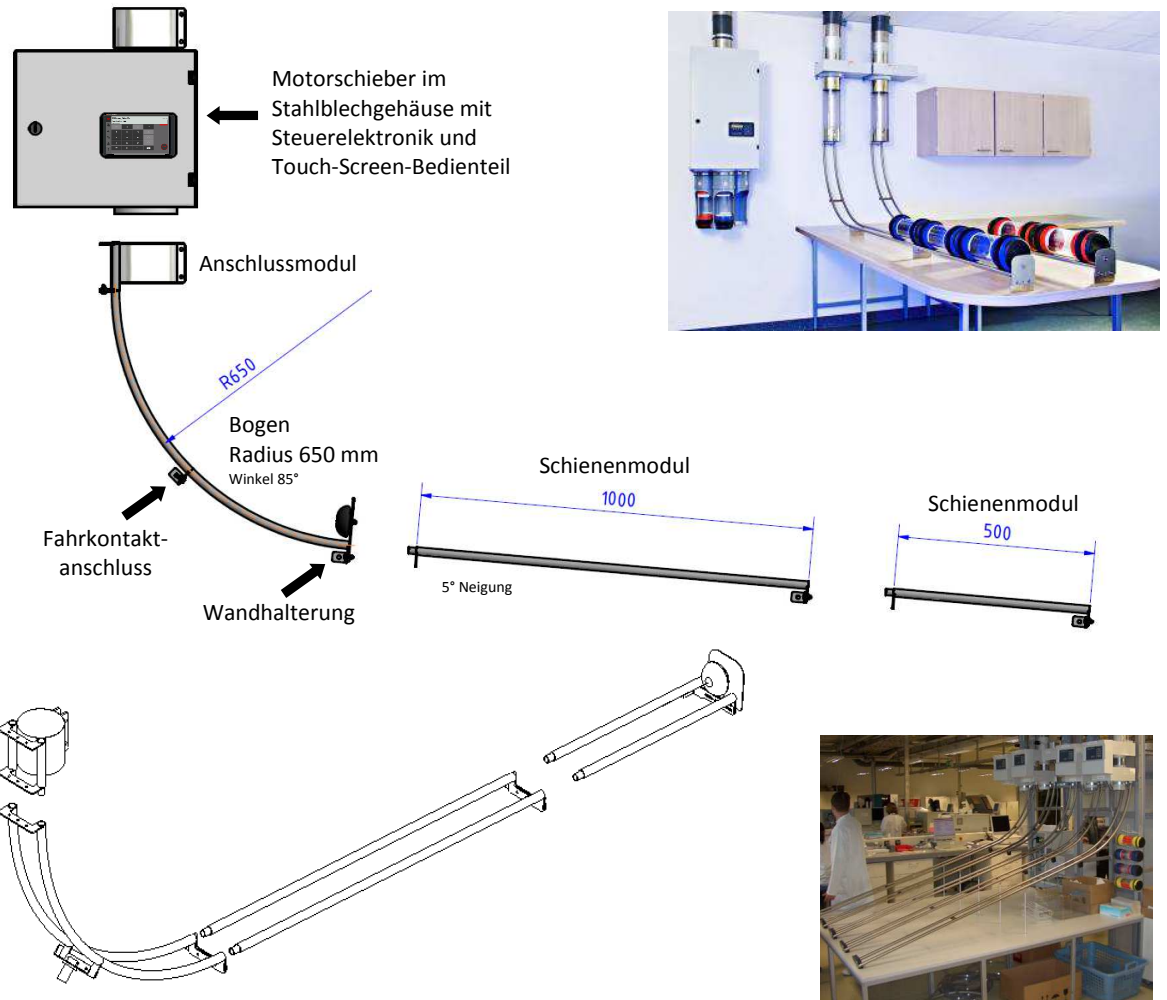 Motorschieber im
Stahlblechgehäuse mit
Steuerelektronik und
Touch-Screen-Bedienteil
Anschlussmodul
R650
Bogen
Radius 650 mm
Winkel 85°
Fahrkontakt-
anschluss
Wandhalterung
Schienenmodul
1000
5° Neigung
Schienenmodul
500